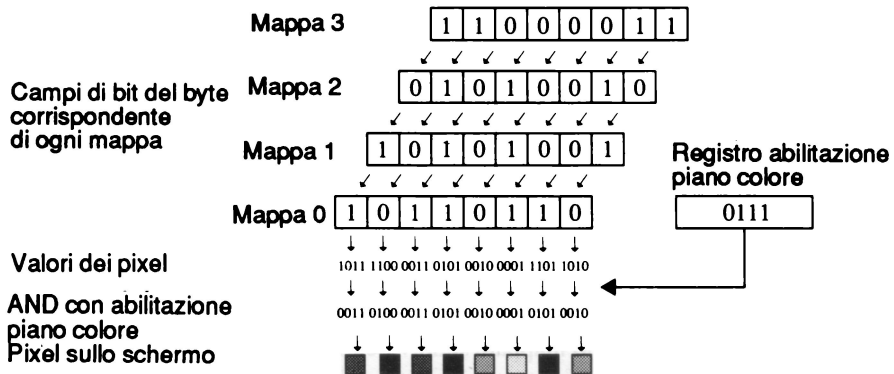 Mappa 3 1 1 0 0 0 0 1 1
Mappa 2 0 1 0 1 0 0 1 0
Campi di bit del byte
corrispondente
di ogni mappa
Mappa 1 1 0 1 0 1 0 0 1
Registro abilitazione
piano colore
Mappa 0 1 0 1 1 0 1 1 0
0111
Valori dei pixel 1011 1100 0011 0101 0010 0001 1101 1010
AND con abilitazione
piano colore 0011 0100 0011 0101 0010 0001 0101 0010
Pixel sullo schermo